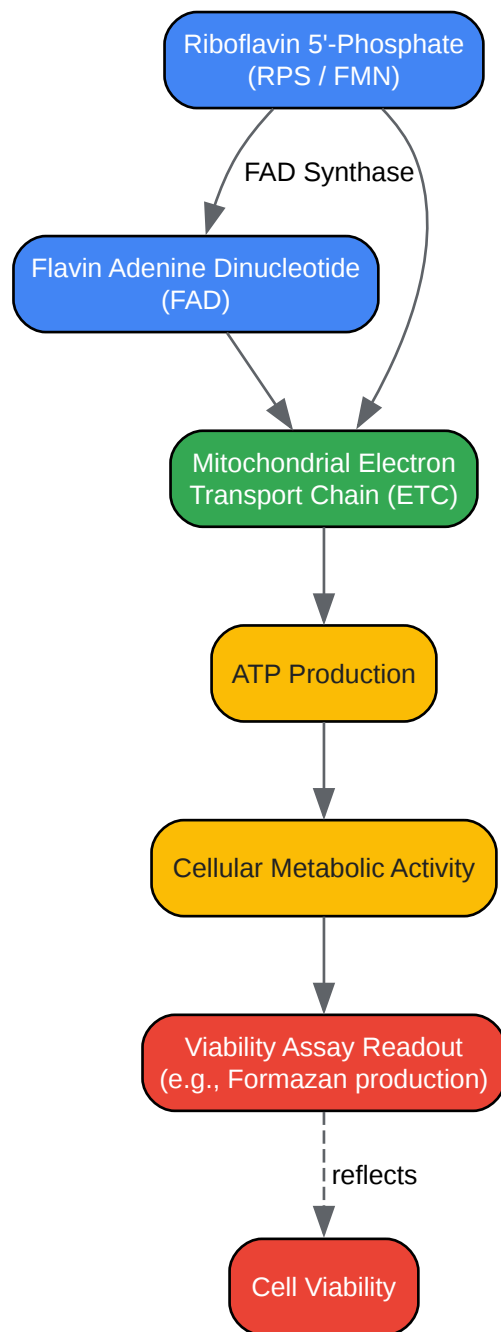 Riboflavin 5'-Phosphate
(RPS / FMN)
FAD Synthase
Flavin Adenine Dinucleotide
(FAD)
Mitochondrial Electron
Transport Chain (ETC)
ATP Production
Cellular Metabolic Activity
Viability Assay Readout
(e.g., Formazan production)
reflects
Cell Viability